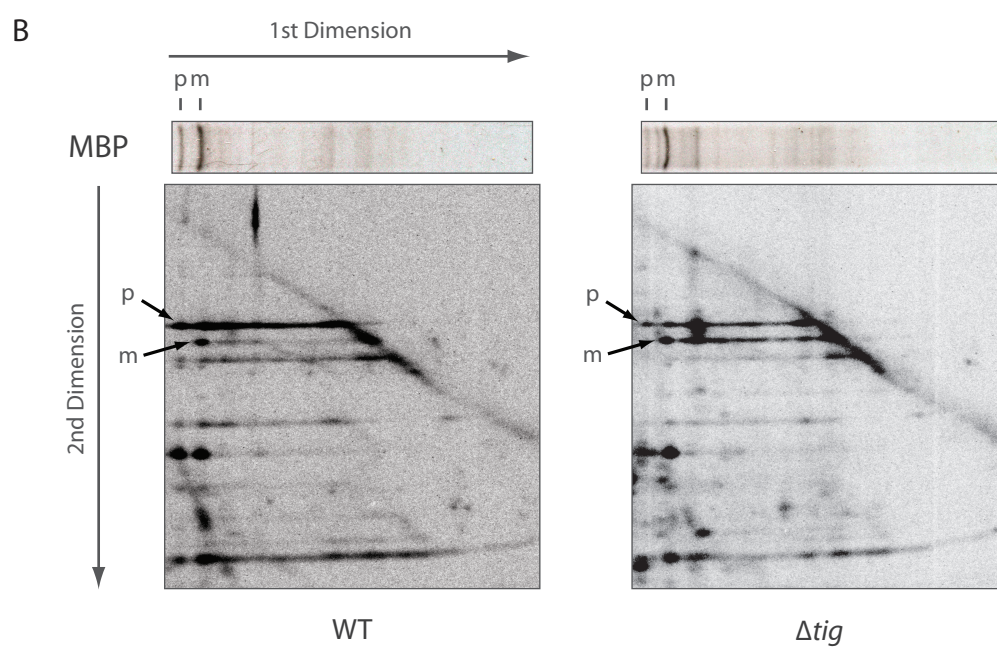 B
1st Dimension
p m
p m
MBP
2nd Dimension
p
m
p
m
WT
Δtig